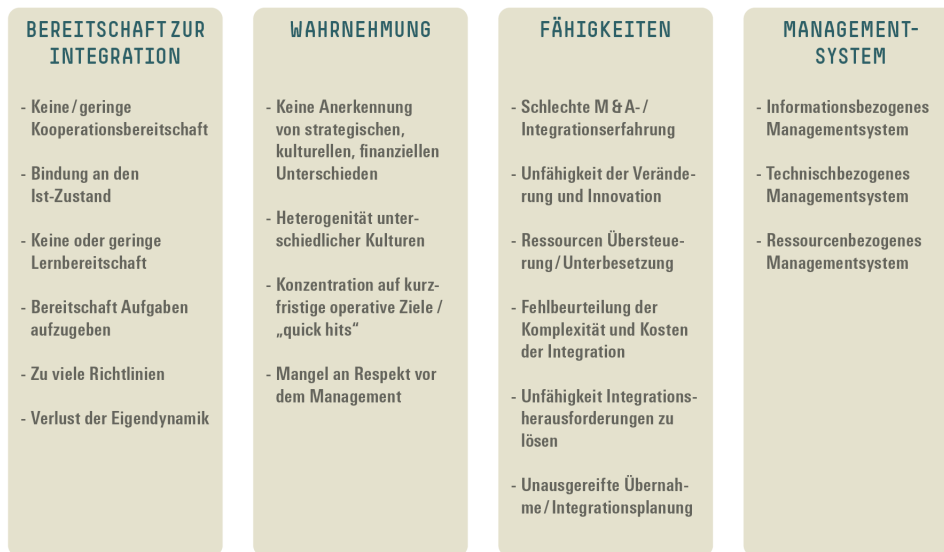 BEREITSCHAFT ZUR
INTEGRATION
- Keine / geringe
Kooperationsbereitschaft
- Bindung an den
Ist-Zustand
- Keine oder geringe
Lernbereitschaft
- Bereitschaft Aufgaben
aufzugeben
- Zu viele Richtlinien
- Verlust der Eigendynamik
WAHRNEHMUNG
- Keine Anerkennung
von strategischen,
kulturellen, finanziellen
Unterschieden
- Heterogenität unter-
schiedlicher Kulturen
- Konzentration auf kurz-
fristige operative Ziele /
„quick hits“
- Mangel an Respekt vor
dem Management
FÄHIGKEITEN
- Schlechte M & A- /
Integrationserfahrung
- Unfähigkeit der Verände-
rung und Innovation
- Ressourcen Übersteue-
rung / Unterbesetzung
- Fehlbeurteilung der
Komplexität und Kosten
der Integration
- Unfähigkeit Integrations-
herausforderungen zu
lösen
- Unausgereifte Übernah-
me / Integrationsplanung
MANAGEMENT-
SYSTEM
- Informationsbezogenes
Managementsystem
- Technischbezogenes
Managementsystem
- Ressourcenbezogenes
Managementsystem